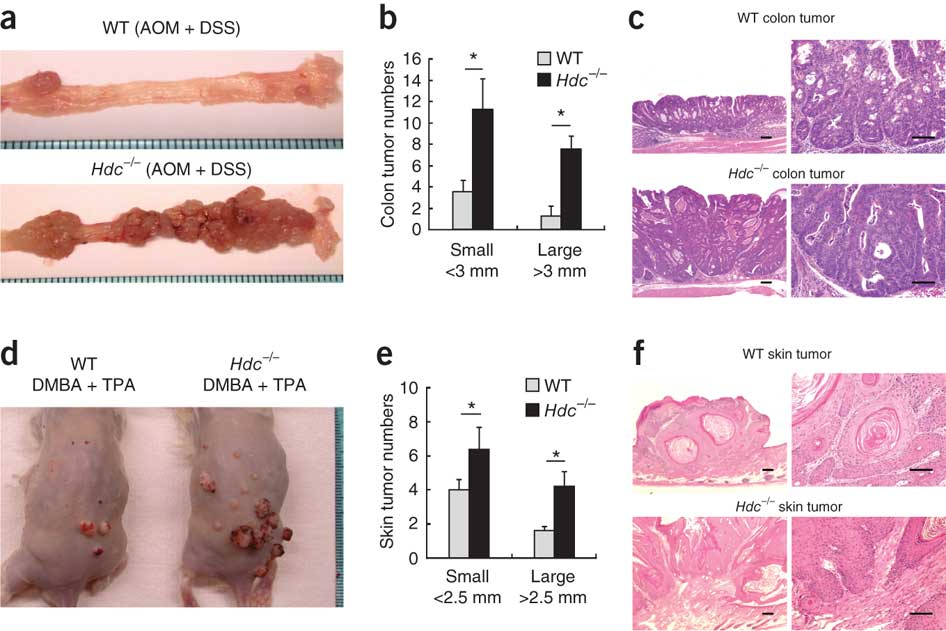 a
WT (AOM + DSS)
Hdc–/– (AOM + DSS)
b
WT
Hdc–/–
Colon tumor numbers
16
14
12
10
8
6
4
2
0
*
*
Small
<3 mm
Large
>3 mm
c
WT colon tumor
Hdc–/– colon tumor
d
WT
DMBA + TPA
Hdc–/–
DMBA + TPA
e
WT
Hdc–/–
Skin tumor numbers
10
8
6
4
2
0
*
*
Small
<2.5 mm
Large
>2.5 mm
f
WT skin tumor
Hdc–/– skin tumor